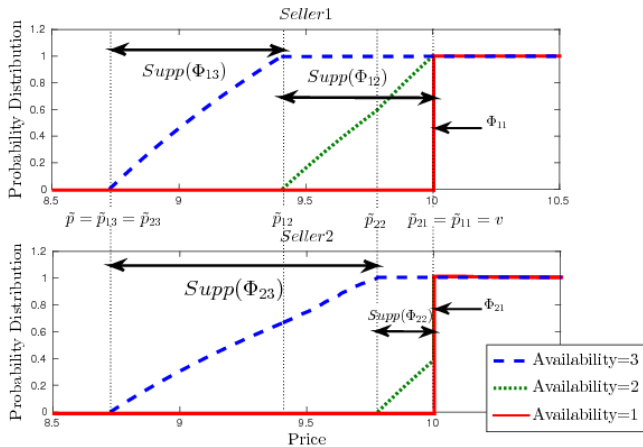 Seller1
Probability Distribution
1.2
1
0.8
0.6
0.4
0.2
0
8.5 9 9.5 10 10.5
Supp(Φ₁₃)
Supp(Φ₁₂)
Φ₁₁
p̃ = p̃₁₃ = p̃₂₃ p̃₁₂ p̃₂₂ p̃₂₁ = p̃₁₁ = v
Seller2
Probability Distribution
1.2
1
0.8
0.6
0.4
0.2
0
8.5 9 9.5 10
Supp(Φ₂₃)
Supp(Φ₂₂)
Φ₂₁
Price
Availability=3
Availability=2
Availability=1